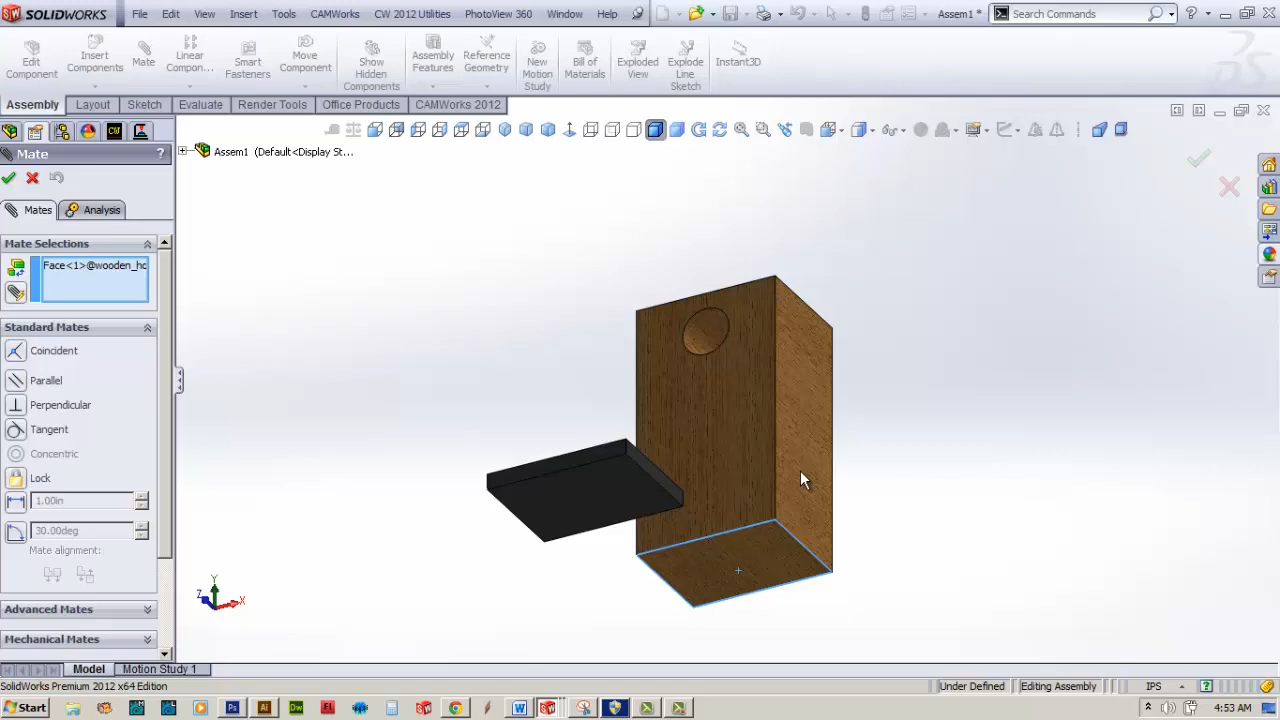 SOLIDWORKS File Edit View Insert Tools CAMWorks CW 2012 Utilities PhotoView 360 Window Help Assem1 * Search Commands
Edit Component
Insert Components
Mate
Linear Compon...
Smart Fasteners
Move Component
Show Hidden Components
Assembly Features
Reference Geometry
New Motion Study
Bill of Materials
Exploded View
Explode Line Sketch
Instant3D
Assembly Layout Sketch Evaluate Render Tools Office Products CAMWorks 2012
Mate ?
Assem1 (Default<Display St...
Mates Analysis
Mate Selections
Face<1>@wooden_hc
Standard Mates
Coincident
Parallel
Perpendicular
Tangent
Concentric
Lock
1.00in
30.00deg
Mate alignment:
Advanced Mates
Mechanical Mates
Y
Z X
Model Motion Study 1
SolidWorks Premium 2012 x64 Edition Under Defined Editing Assembly IPS
Start 4:53 AM